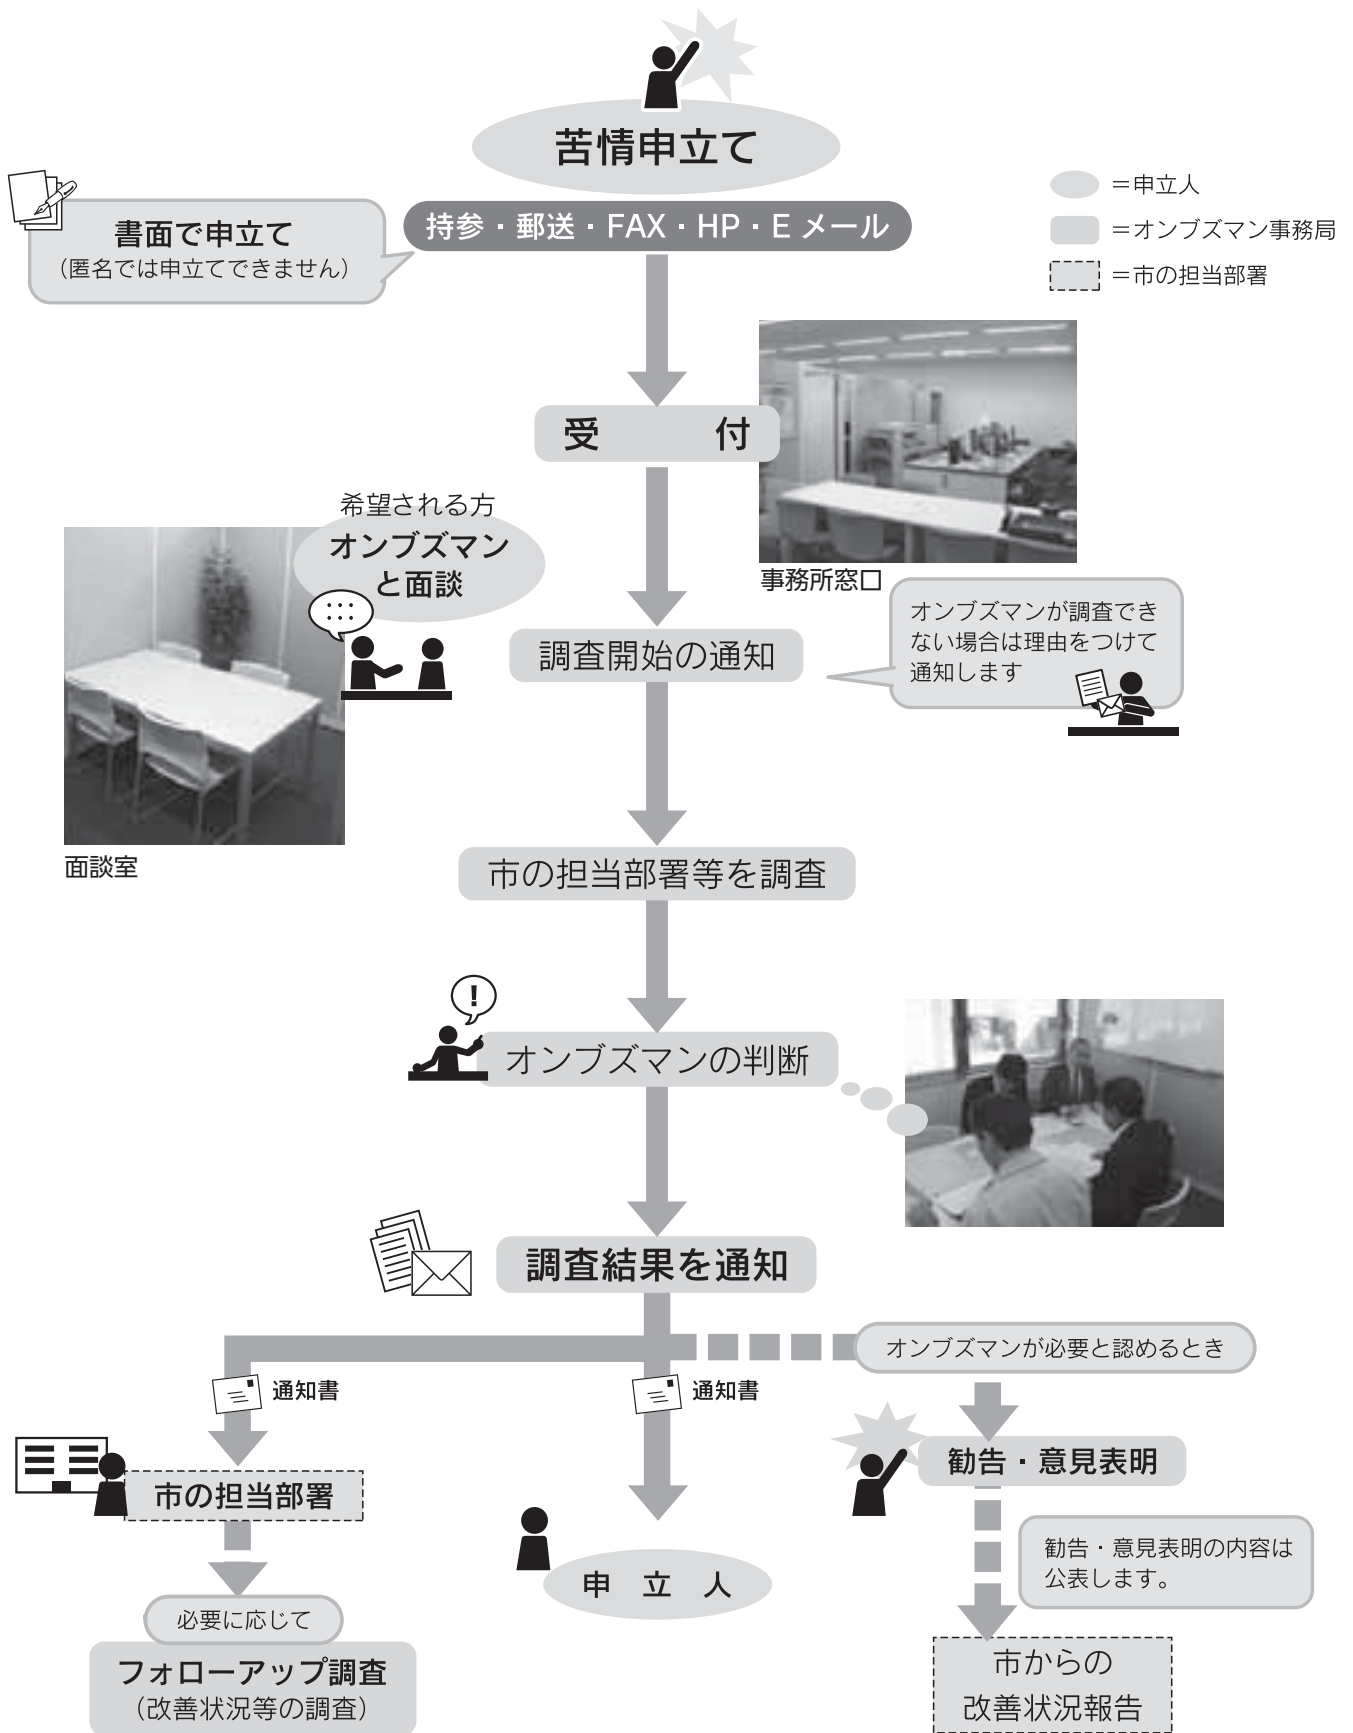 苦情申立て
持参・郵送・FAX・HP・E メール
書面で申立て
（匿名では申立てできません）
＝申立人
＝オンブズマン事務局
＝市の担当部署
受　付
事務所窓口
希望される方
オンブズマン
と面談
面談室
調査開始の通知
オンブズマンが調査でき
ない場合は理由をつけて
通知します
市の担当部署等を調査
!
オンブズマンの判断
調査結果を通知
オンブズマンが必要と認めるとき
通知書
通知書
市の担当部署
申　立　人
勧告・意見表明
勧告・意見表明の内容は
公表します。
必要に応じて
フォローアップ調査
（改善状況等の調査）
市からの
改善状況報告